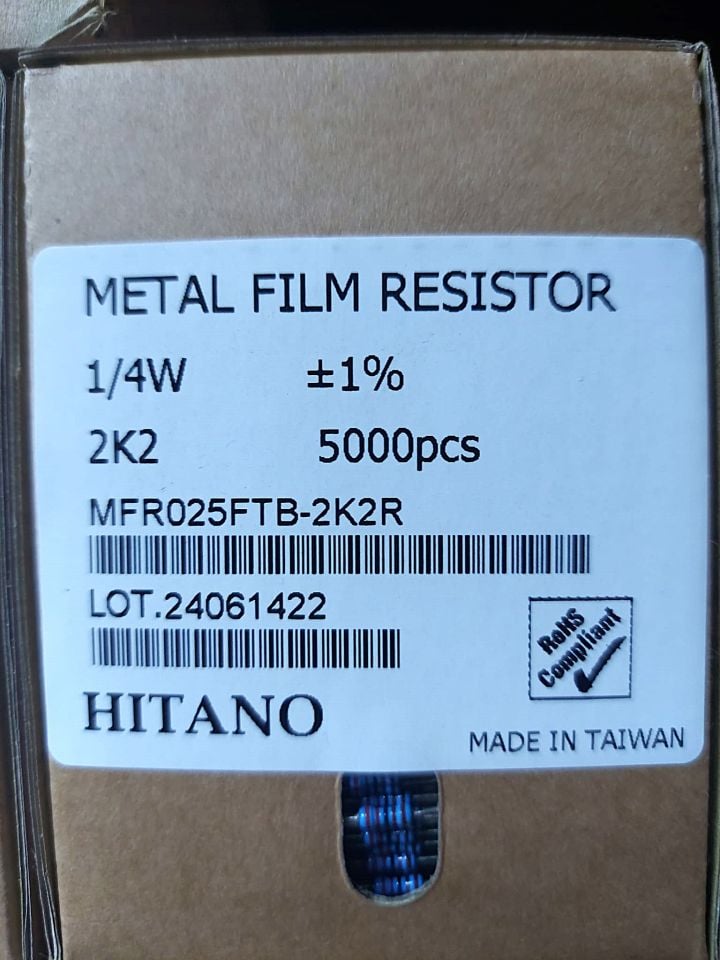 METAL FILM RESISTOR
1/4W ±1%
2K2 5000pcs
MFR025FTB-2K2R
LOT.24061422
RoHS
Compliant
HITANO
MADE IN TAIWAN